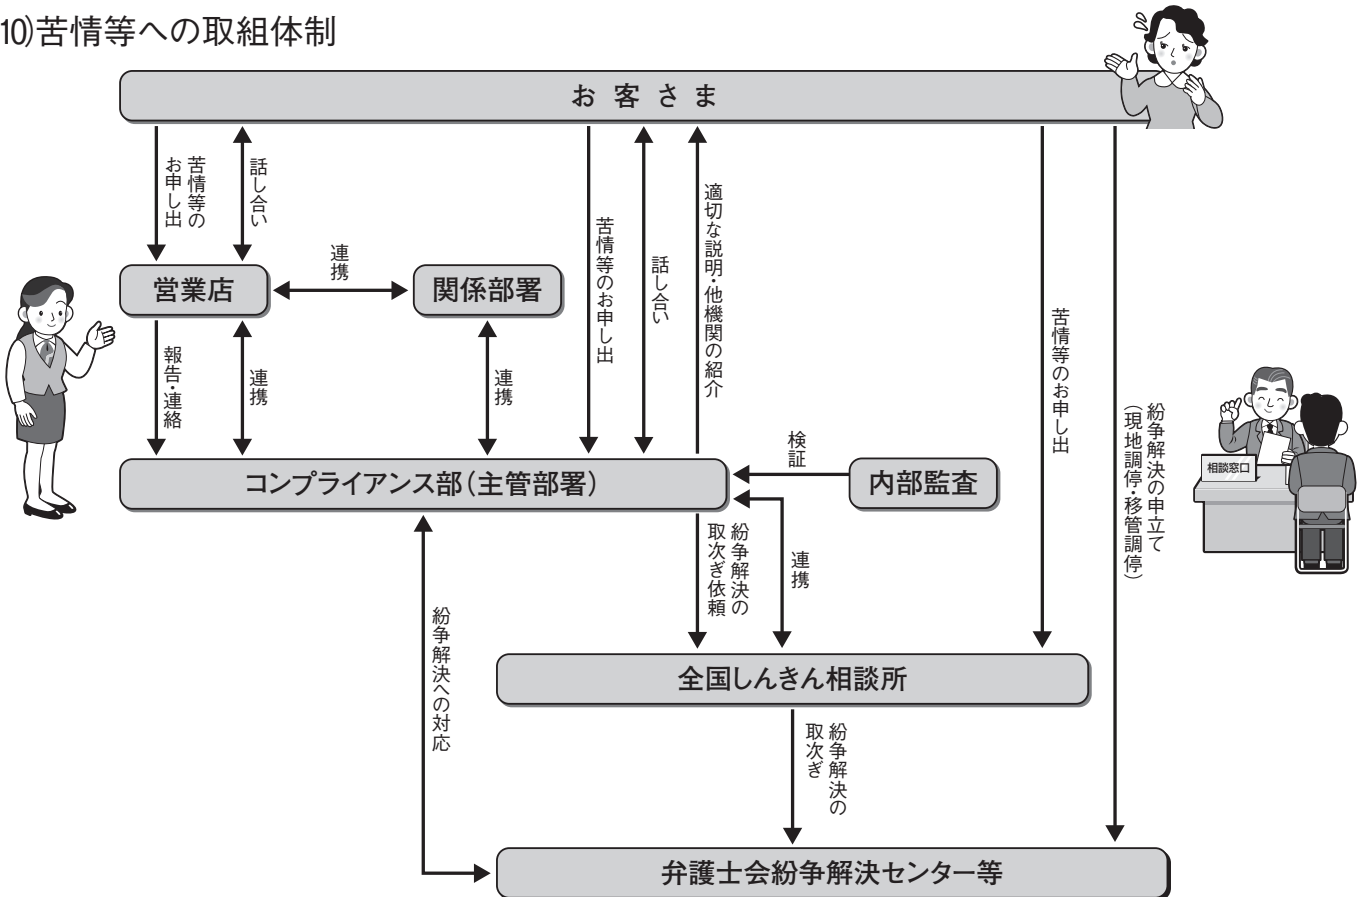 10)苦情等への取組体制
お客さま
苦情等の
お申し出
話し合い
苦情等のお申し出
話し合い
適切な説明・他機関の紹介
苦情等のお申し出
紛争解決の申立て
(現地調停・移管調停)
営業店
連携
関係部署
報告・連絡
連携
連携
相談窓口
コンプライアンス部(主管部署)
検証
内部監査
紛争解決の
取次ぎ依頼
連携
紛争解決への対応
全国しんきん相談所
紛争解決の
取次ぎ
弁護士会紛争解決センター等